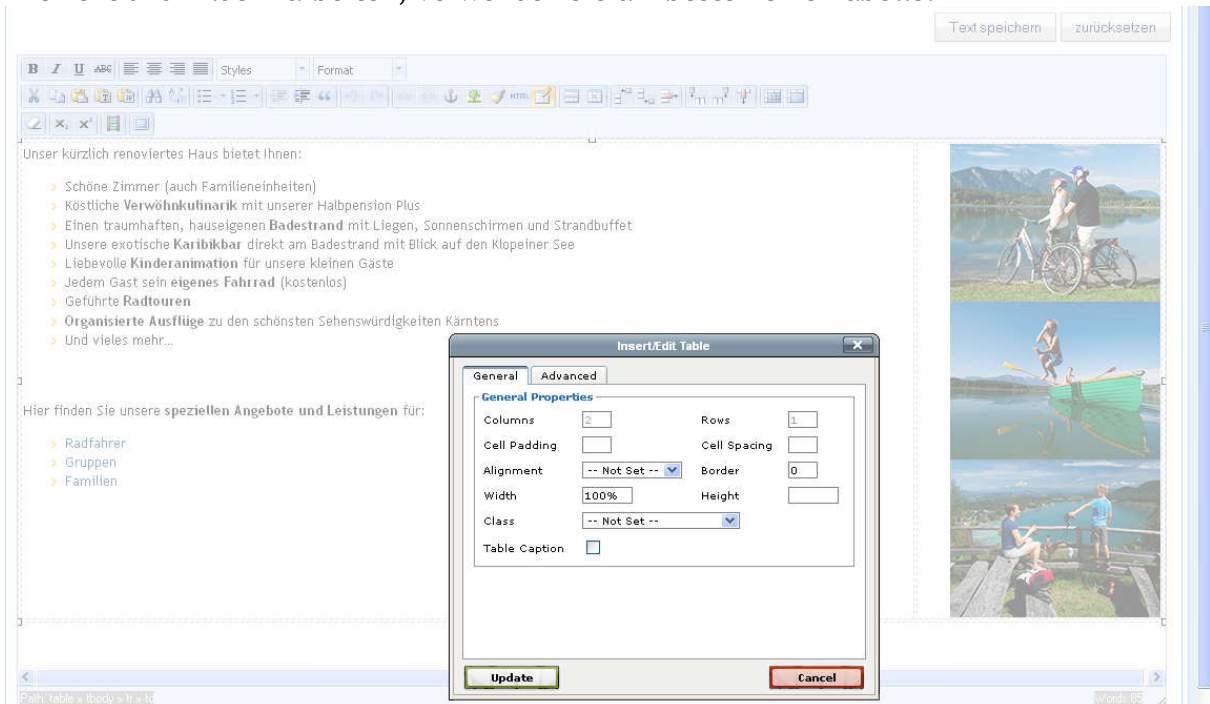 Text speichern zurücksetzen
B I U ABC Styles Format
HTML
Unser kürzlich renoviertes Haus bietet Ihnen:
Schöne Zimmer (auch Familieneinheiten)
Köstliche Verwöhnkulinarik mit unserer Halbpension Plus
Einen traumhaften, hauseigenen Badestrand mit Liegen, Sonnenschirmen und Strandbuffet
Unsere exotische Karibikbar direkt am Badestrand mit Blick auf den Klopeiner See
Liebevolle Kinderanimation für unsere kleinen Gäste
Jedem Gast sein eigenes Fahrrad (kostenlos)
Geführte Radtouren
Organisierte Ausflüge zu den schönsten Sehenswürdigkeiten Kärntens
Und vieles mehr...
Hier finden Sie unsere speziellen Angebote und Leistungen für:
Radfahrer
Gruppen
Familien
Insert/Edit Table
General Advanced
General Properties
Columns 2 Rows 1
Cell Padding Cell Spacing
Alignment -- Not Set -- Border 0
Width 100% Height
Class -- Not Set --
Table Caption
Update Cancel
Path: table » tbody » tr » td Words: 85